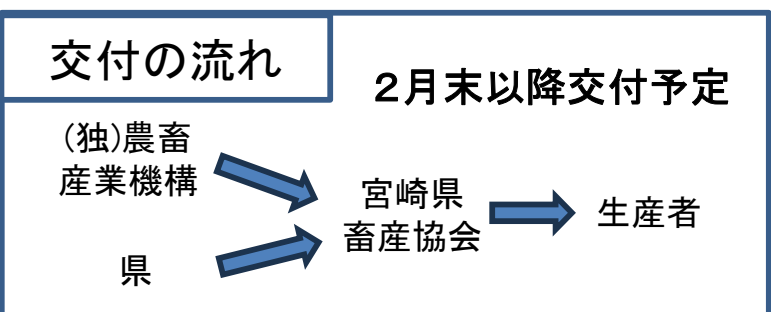 交付の流れ
２月末以降交付予定
(独)農畜
産業機構
宮崎県
畜産協会
生産者
県